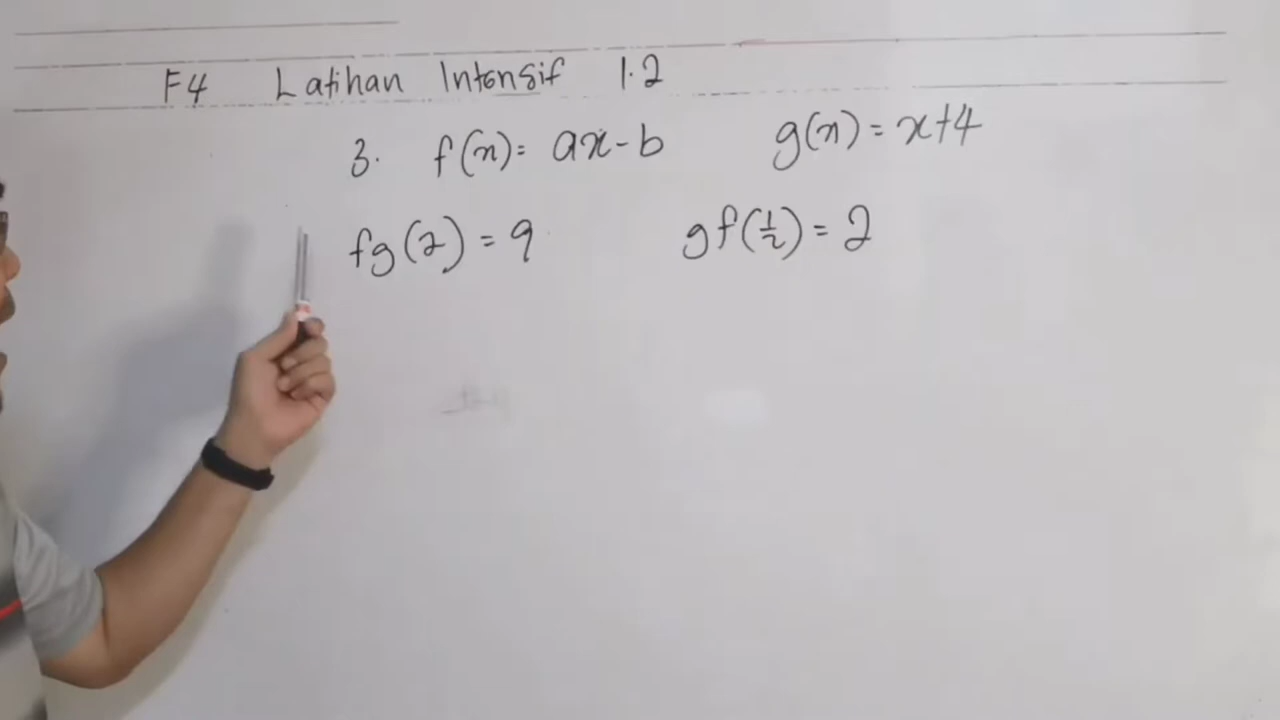 F4 Latihan Intensif 1.2
3. f(x) = ax - b g(x) = x+4
fg(2) = 9 gf(1/2) = 2